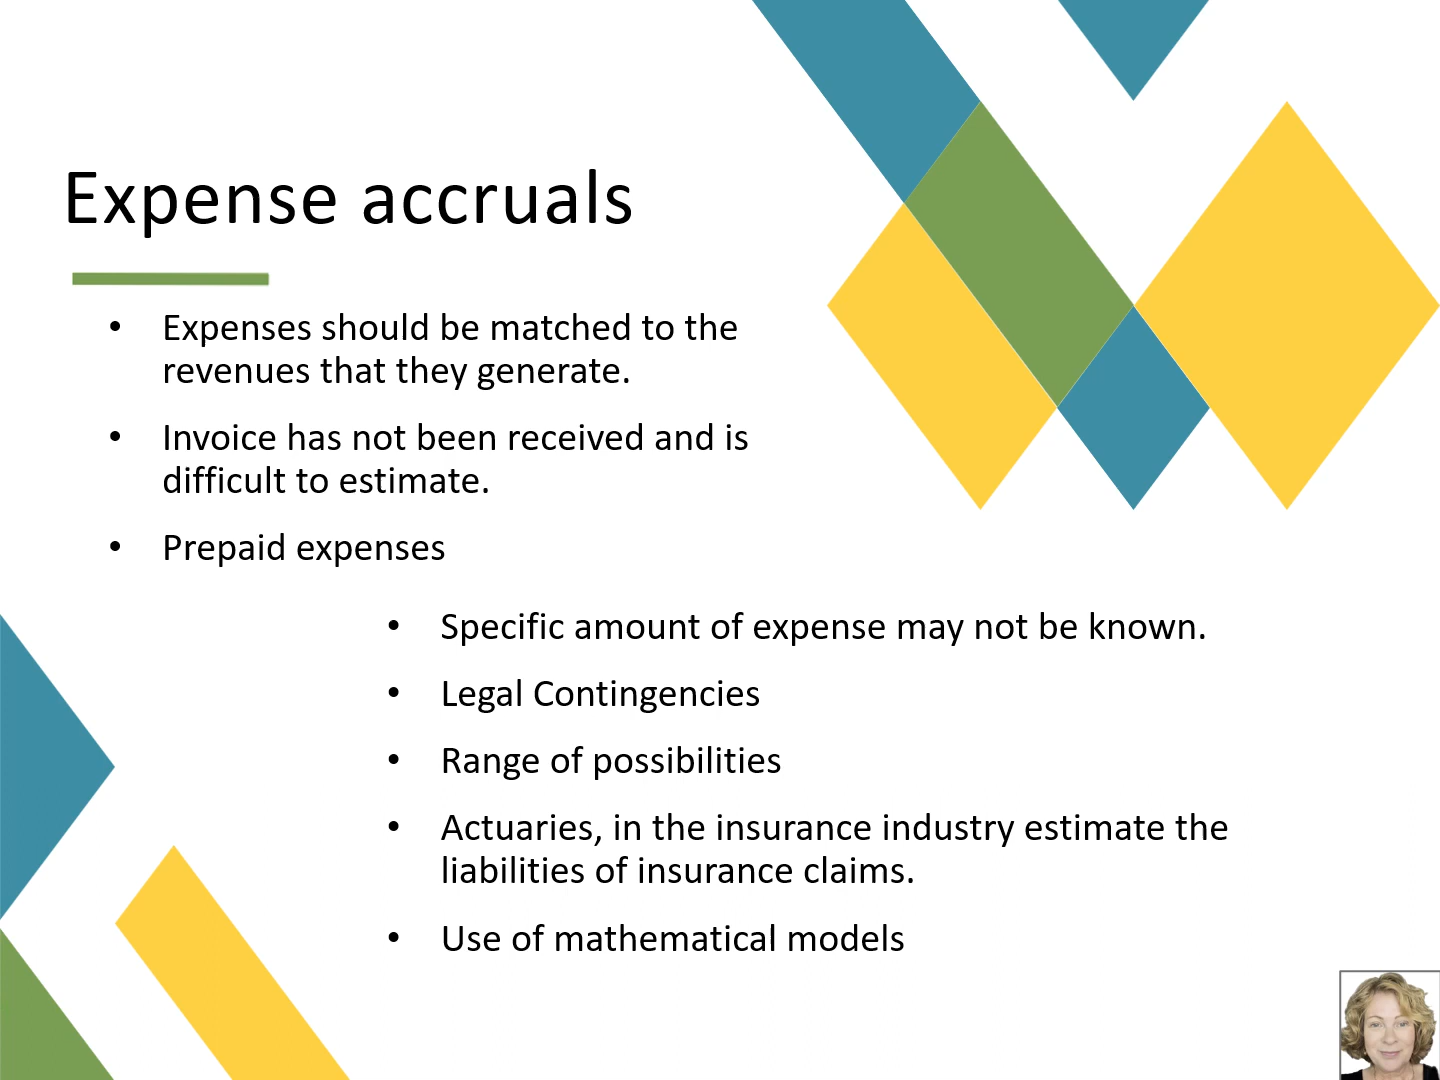 Expense accruals
• Expenses should be matched to the
revenues that they generate.
• Invoice has not been received and is
difficult to estimate.
• Prepaid expenses
• Specific amount of expense may not be known.
• Legal Contingencies
• Range of possibilities
• Actuaries, in the insurance industry estimate the
liabilities of insurance claims.
• Use of mathematical models